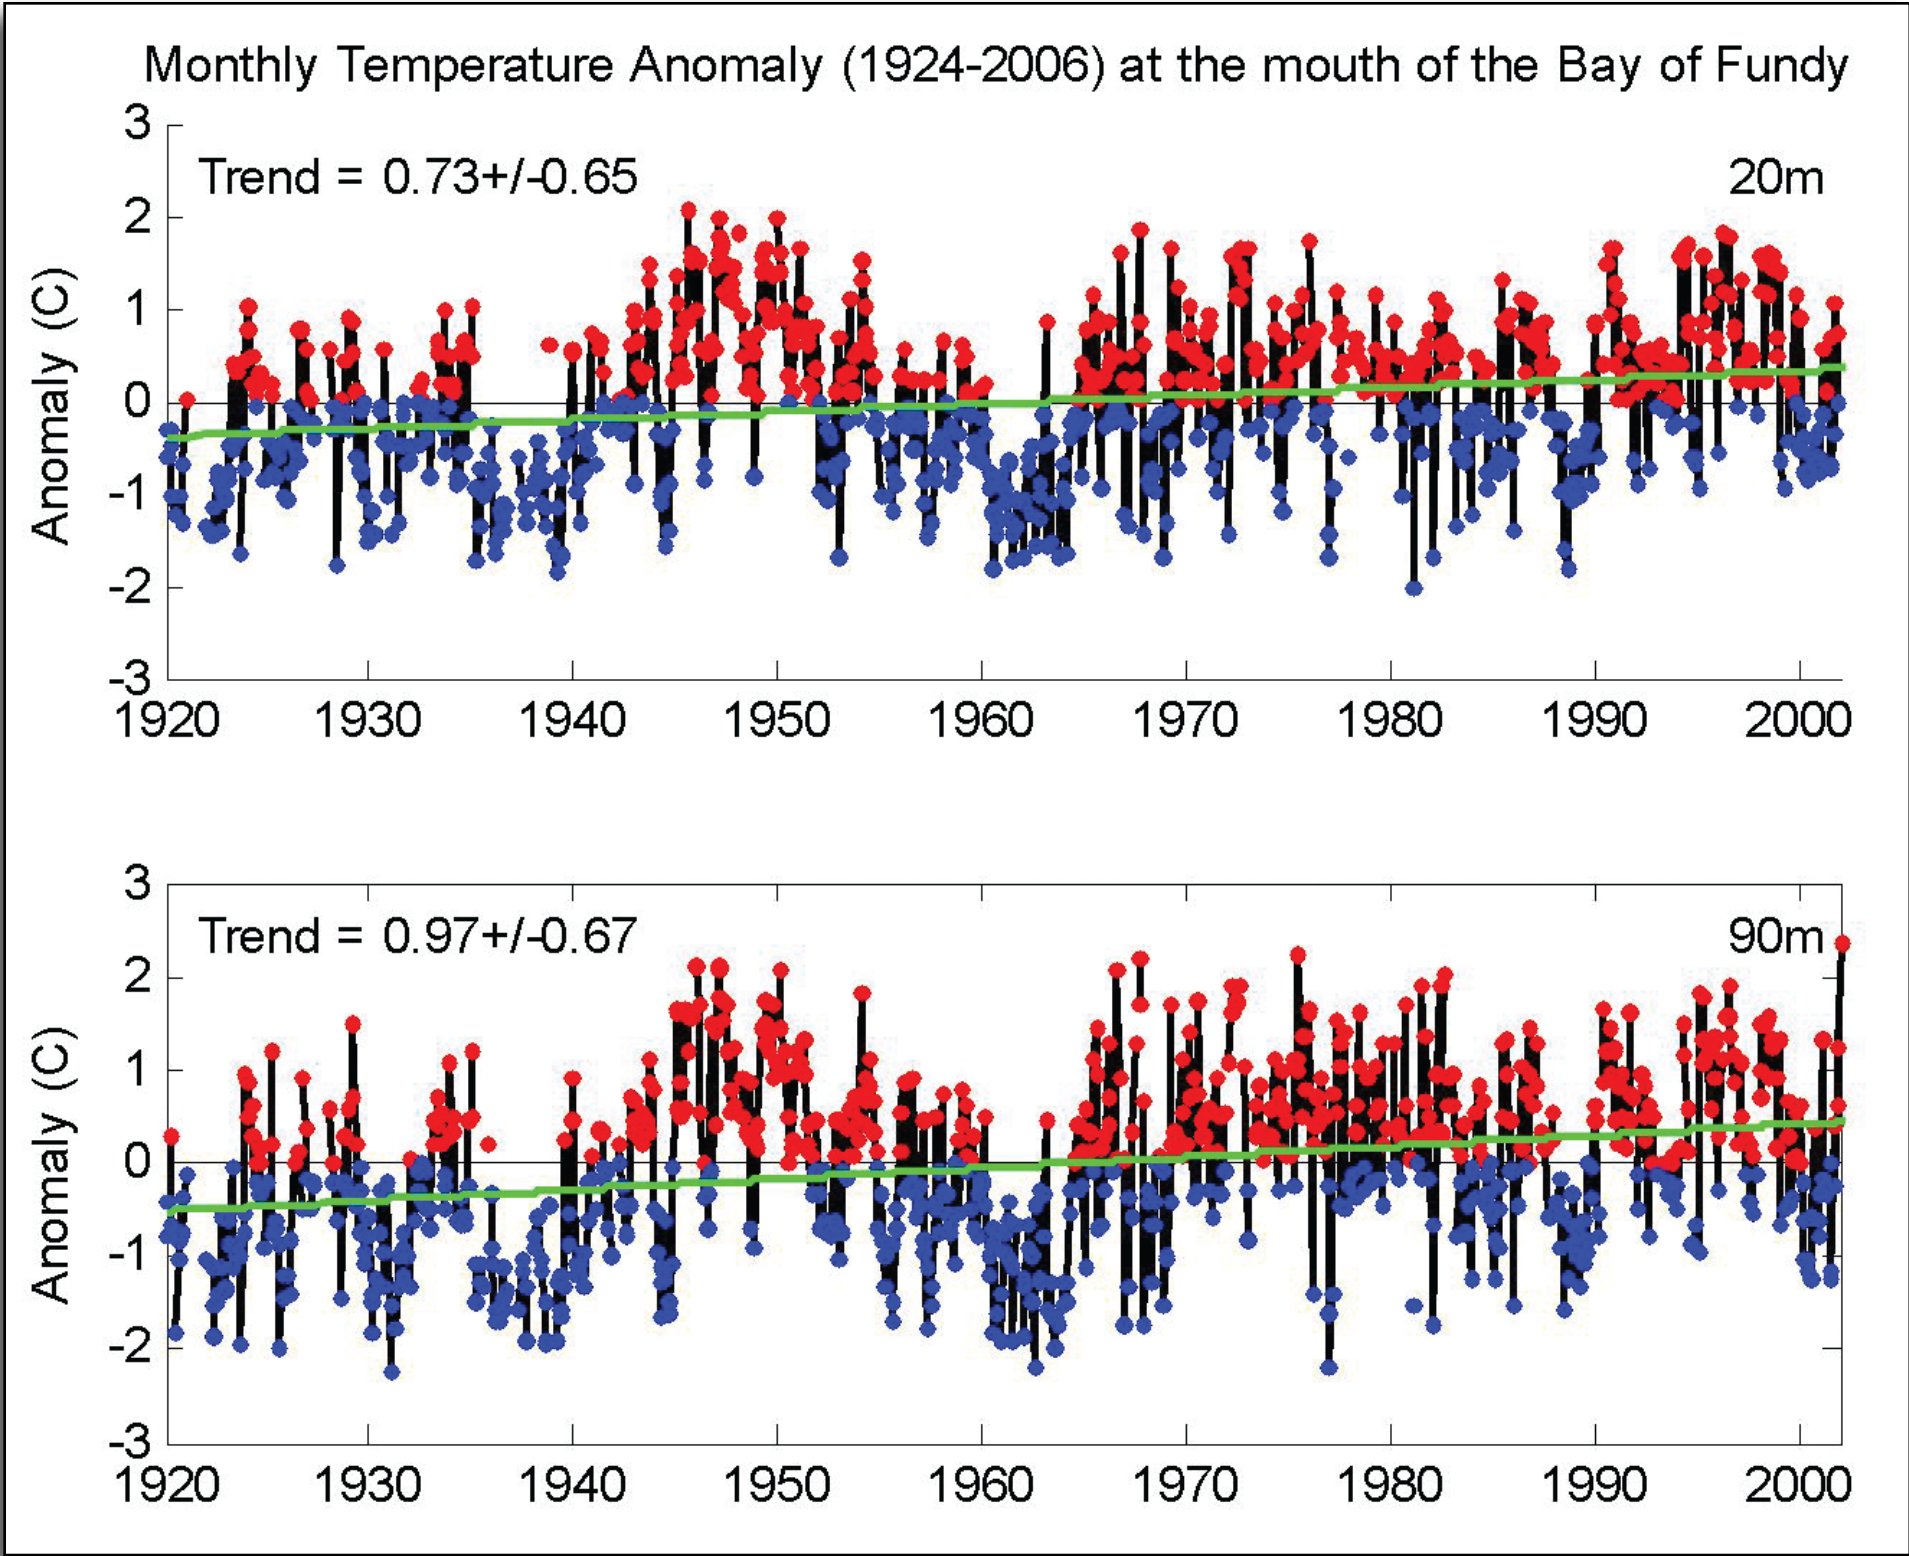 Monthly Temperature Anomaly (1924-2006) at the mouth of the Bay of Fundy
3
Trend = 0.73+/-0.65
20m
2
1
0
-1
-2
-3
Anomaly (C)
1920 1930 1940 1950 1960 1970 1980 1990 2000
3
Trend = 0.97+/-0.67
90m
2
1
0
-1
-2
-3
Anomaly (C)
1920 1930 1940 1950 1960 1970 1980 1990 2000